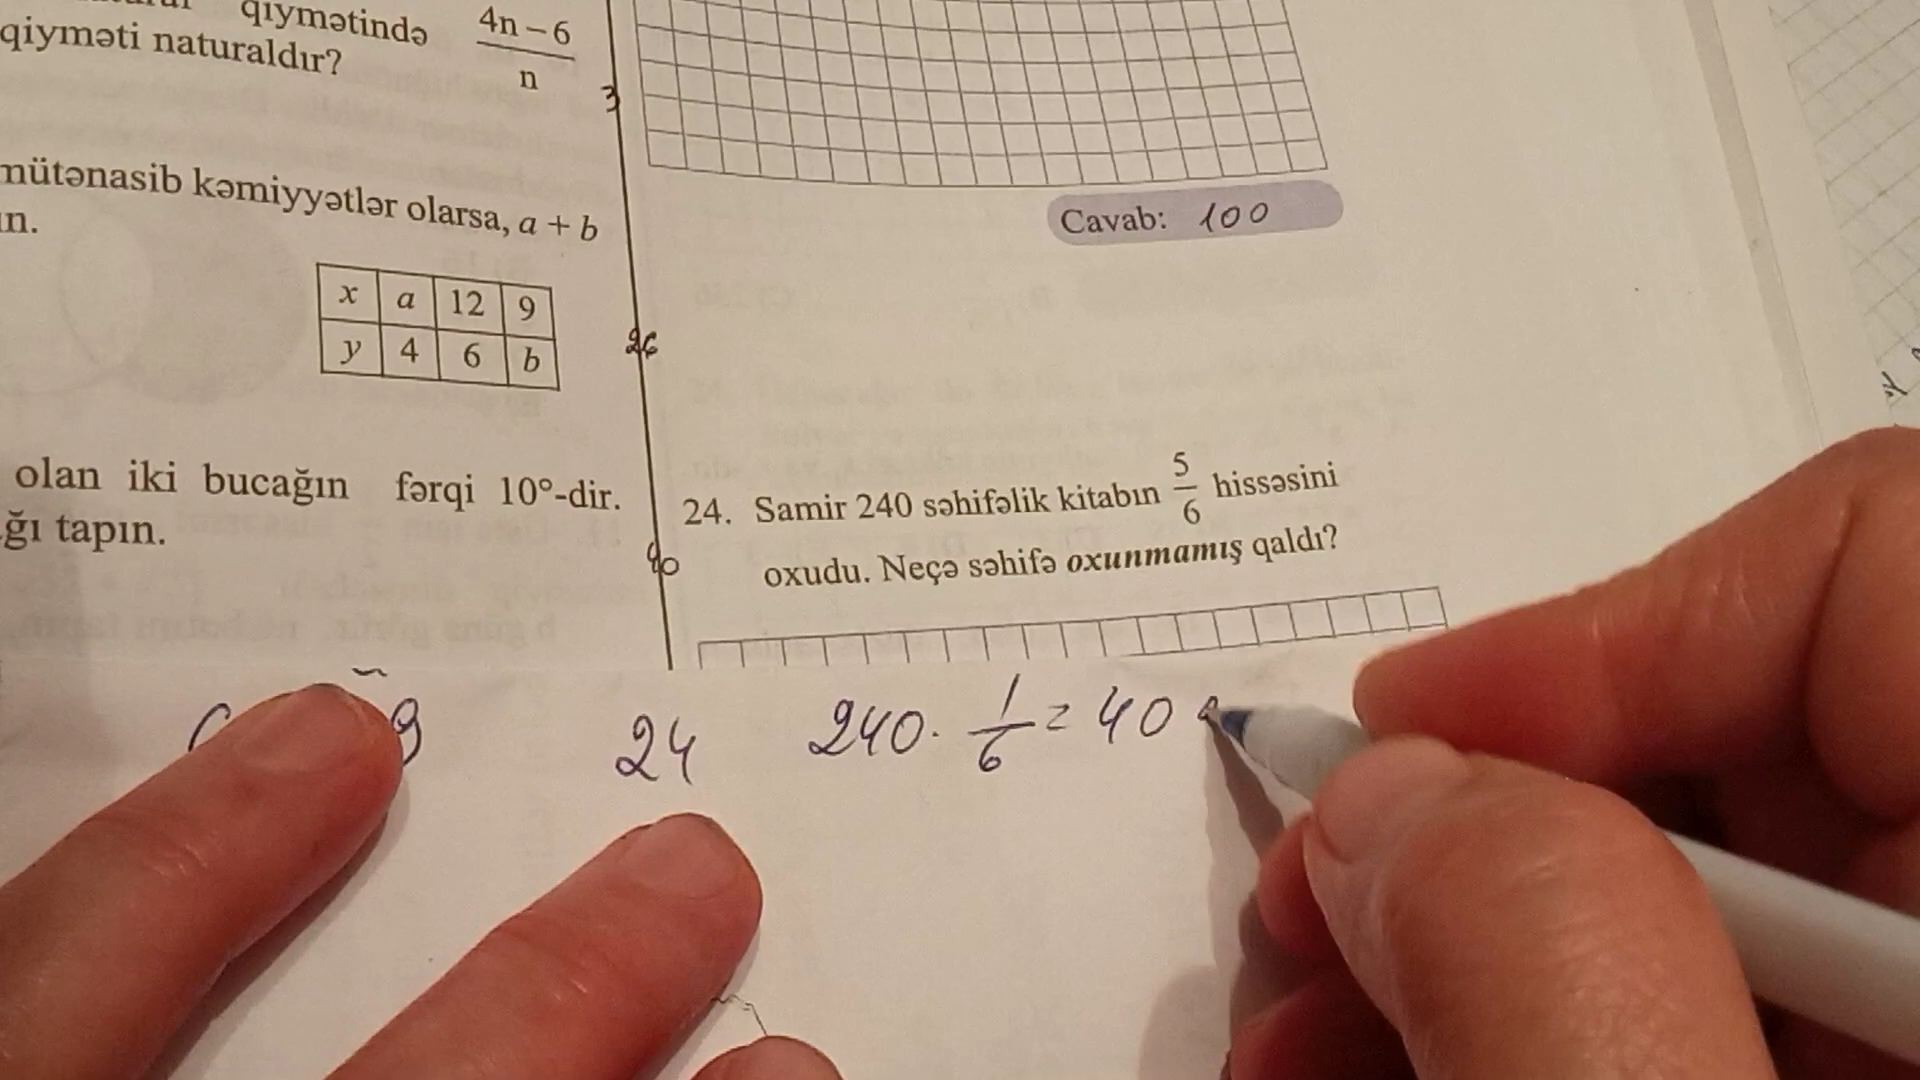 qiymətində 4n – 6
n
qiyməti naturaldır?
3
mütənasib kəmiyyətlər olarsa, a + b
x a 12 9
y 4 6 b
26
olan iki bucağın fərqi 10°-dir.
tapın.
40
Cavab: 100
24. Samir 240 səhifəlik kitabın 5/6 hissəsini
oxudu. Neçə səhifə oxunmamış qaldı?
24 240 · 1/6 = 40